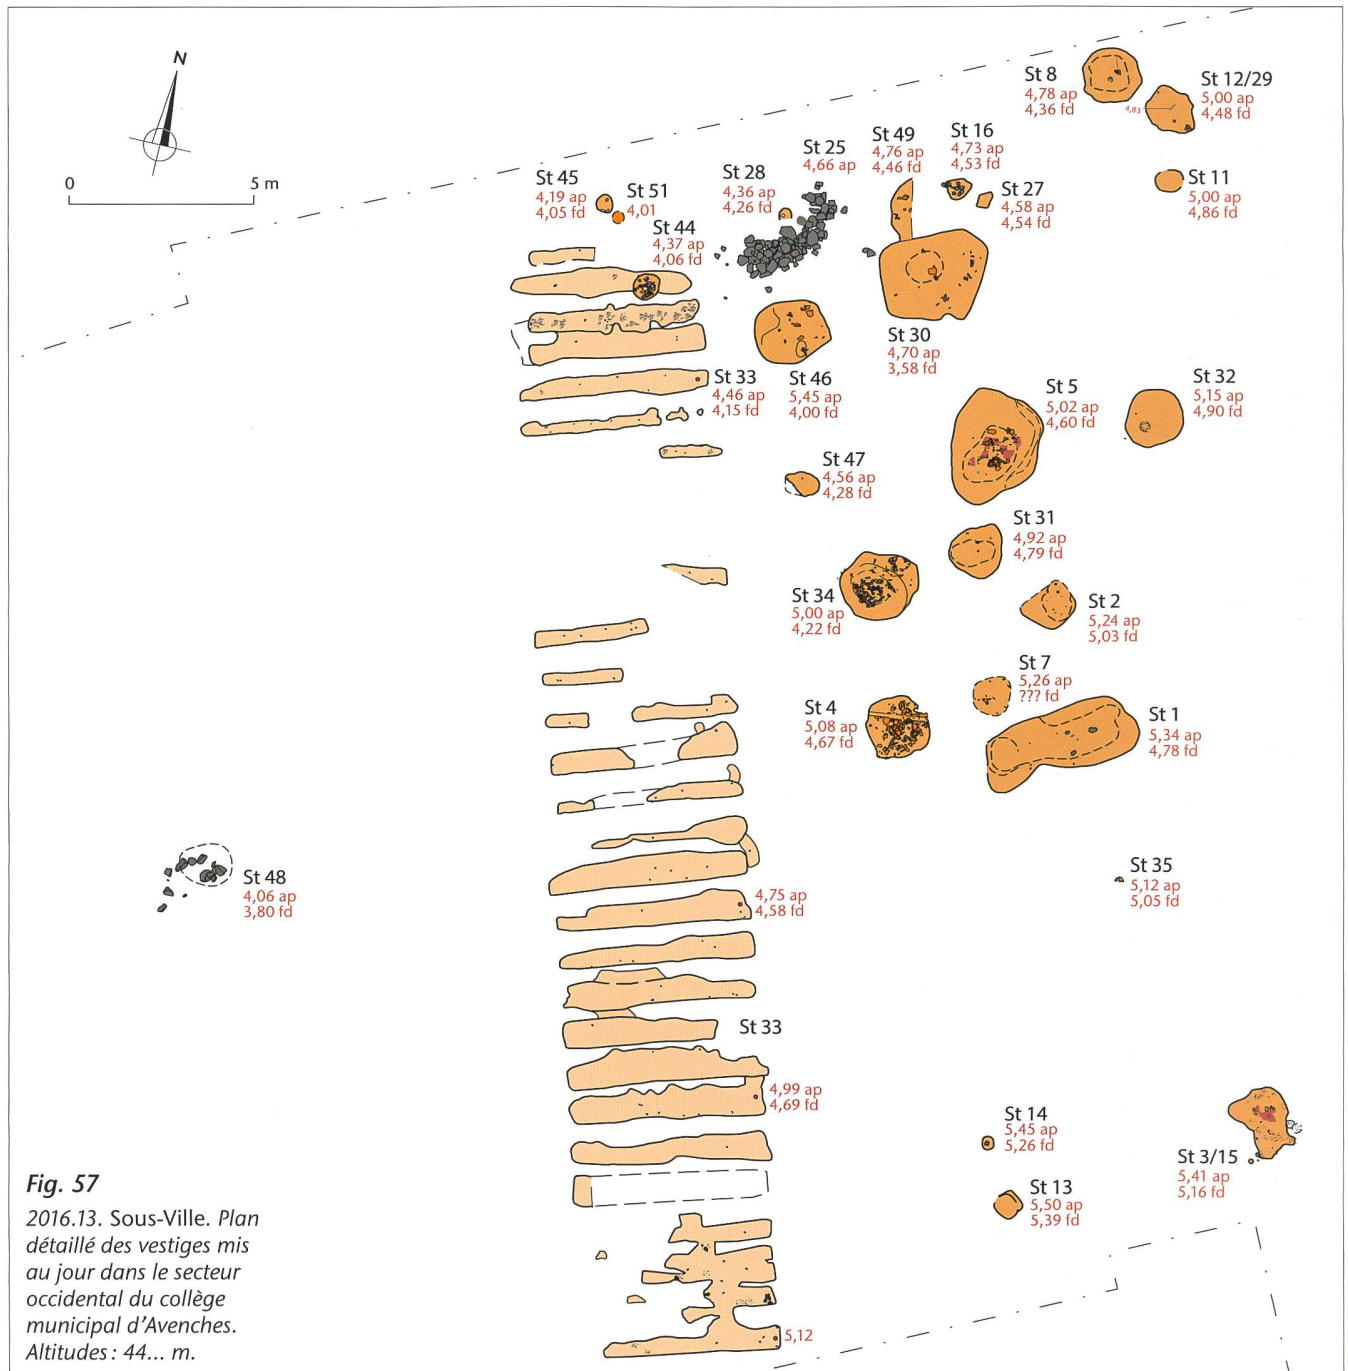 N
0 5 m
St 8
4,78 ap
4,36 fd
St 12/29
5,00 ap
4,48 fd
4,83
St 49
4,76 ap
4,46 fd
St 16
4,73 ap
4,53 fd
St 25
4,66 ap
St 28
4,36 ap
4,26 fd
St 45
4,19 ap
4,05 fd
St 51
4,01
St 44
4,37 ap
4,06 fd
St 27
4,58 ap
4,54 fd
St 11
5,00 ap
4,86 fd
St 30
4,70 ap
3,58 fd
St 33
4,46 ap
4,15 fd
St 46
5,45 ap
4,00 fd
St 5
5,02 ap
4,60 fd
St 32
5,15 ap
4,90 fd
St 47
4,56 ap
4,28 fd
St 31
4,92 ap
4,79 fd
St 34
5,00 ap
4,22 fd
St 2
5,24 ap
5,03 fd
St 7
5,26 ap
??? fd
St 4
5,08 ap
4,67 fd
St 1
5,34 ap
4,78 fd
St 48
4,06 ap
3,80 fd
St 35
5,12 ap
5,05 fd
4,75 ap
4,58 fd
St 33
4,99 ap
4,69 fd
St 14
5,45 ap
5,26 fd
St 3/15
5,41 ap
5,16 fd
St 13
5,50 ap
5,39 fd
5,12
Fig. 57
2016.13. Sous-Ville. Plan
détaillé des vestiges mis
au jour dans le secteur
occidental du collège
municipal d'Avenches.
Altitudes : 44... m.